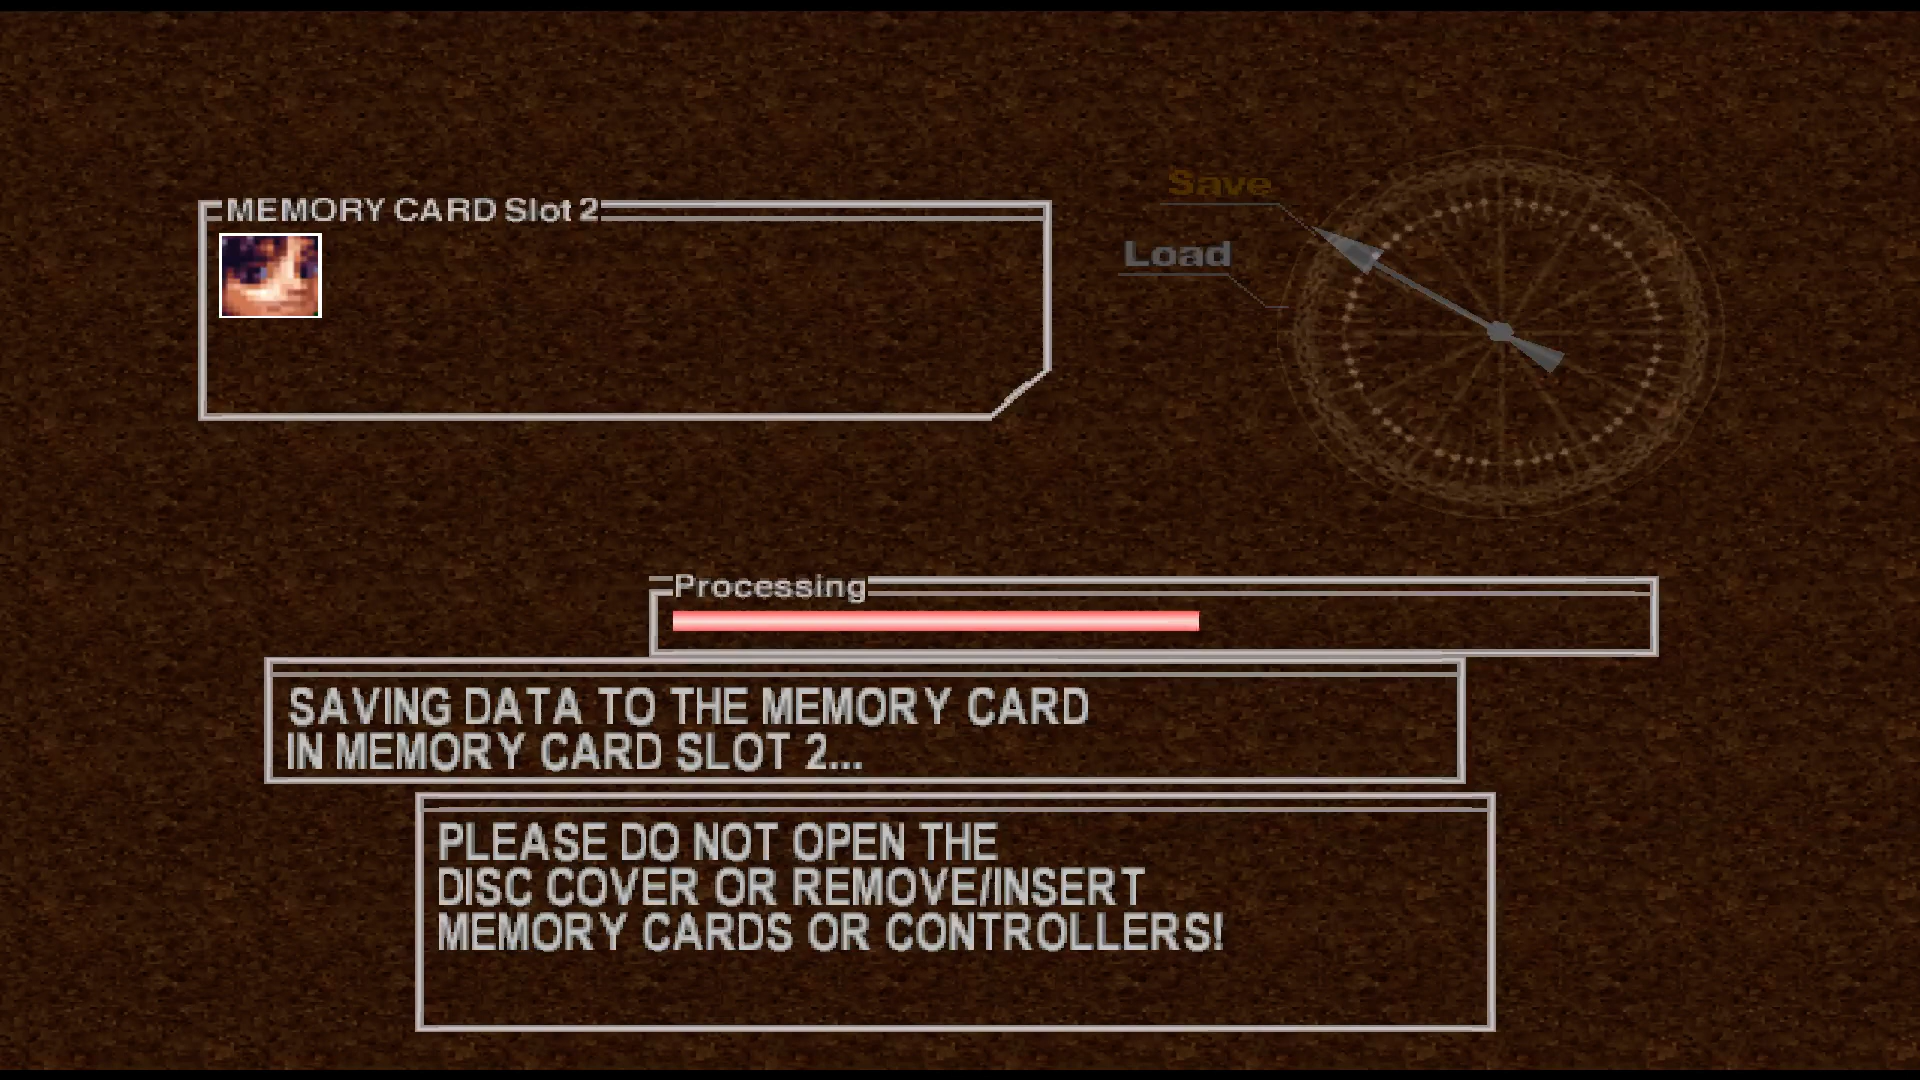 MEMORY CARD Slot 2
Save
Load
Processing
SAVING DATA TO THE MEMORY CARD
IN MEMORY CARD SLOT 2...
PLEASE DO NOT OPEN THE
DISC COVER OR REMOVE/INSERT
MEMORY CARDS OR CONTROLLERS!